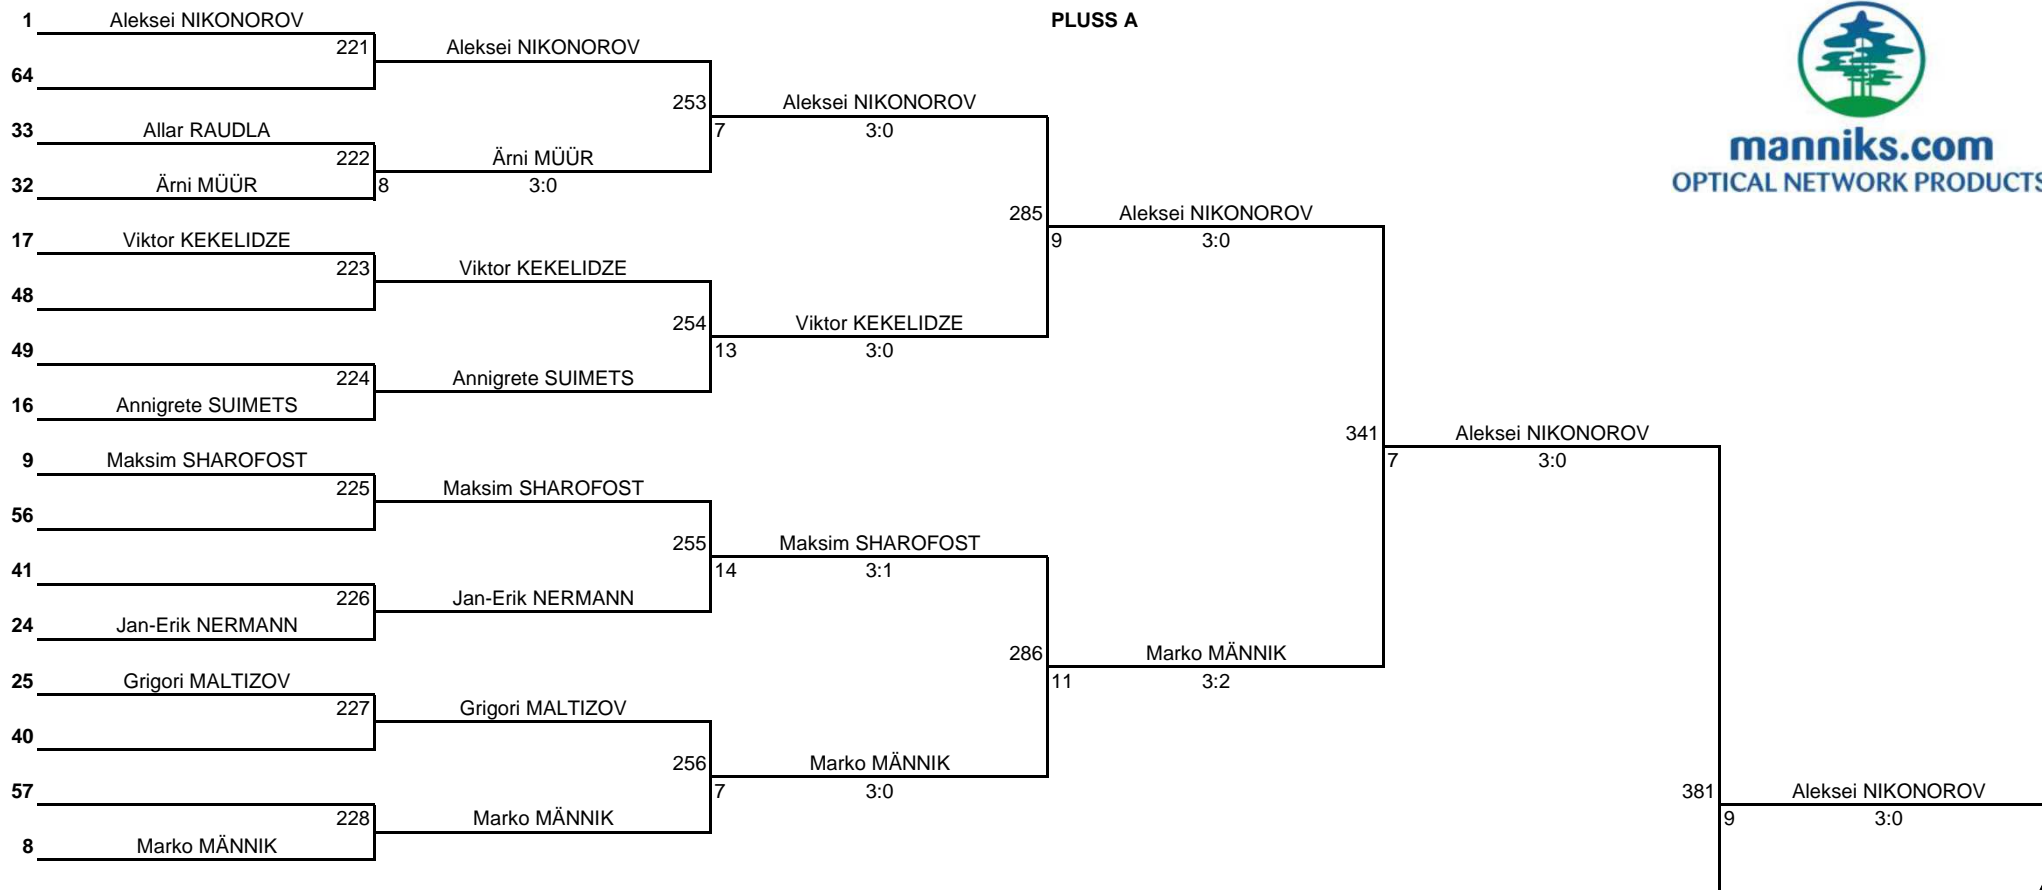 1 Aleksei NIKONOROV PLUSS A
221 Aleksei NIKONOROV
64
253 Aleksei NIKONOROV
33 Allar RAUDLA 7 3:0
manniks.com
222 Ärni MÜÜR
32 Ärni MÜÜR 8 3:0
OPTICAL NETWORK PRODUCTS
285 Aleksei NIKONOROV
17 Viktor KEKELIDZE 9 3:0
223 Viktor KEKELIDZE
48
254 Viktor KEKELIDZE
49 13 3:0
224 Annigrete SUIMETS
16 Annigrete SUIMETS
341 Aleksei NIKONOROV
9 Maksim SHAROFOST 7 3:0
225 Maksim SHAROFOST
56
255 Maksim SHAROFOST
41 14 3:1
226 Jan-Erik NERMANN
24 Jan-Erik NERMANN
286 Marko MÄNNIK
25 Grigori MALTIZOV 11 3:2
227 Grigori MALTIZOV
40
256 Marko MÄNNIK
57 7 3:0 381 Aleksei NIKONOROV
228 Marko MÄNNIK 9 3:0
8 Marko MÄNNIK